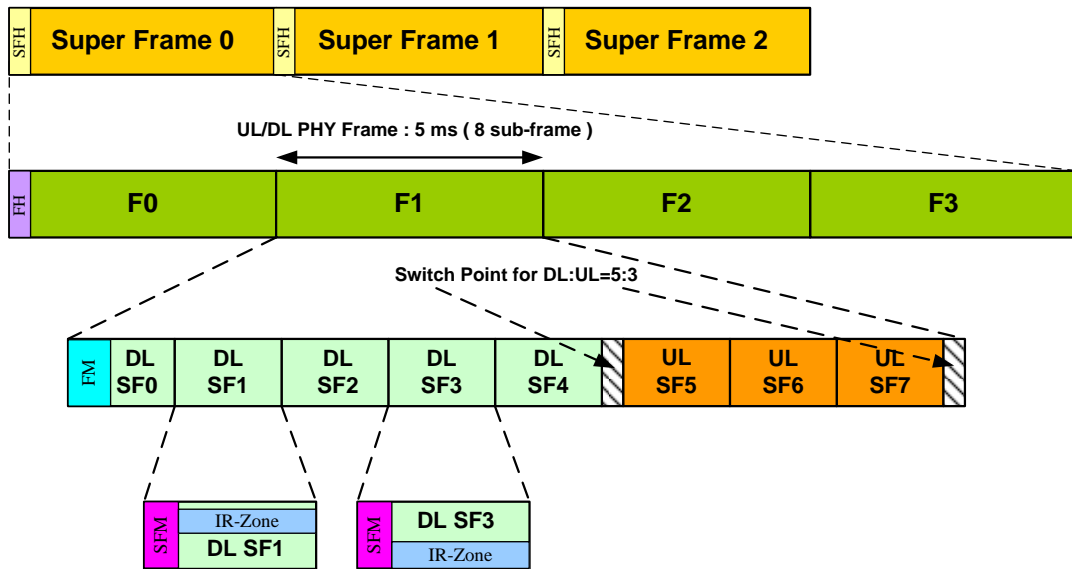 SFH
Super Frame 0
SFH
Super Frame 1
SFH
Super Frame 2
UL/DL PHY Frame : 5 ms ( 8 sub-frame )
FH
F0
F1
F2
F3
Switch Point for DL:UL=5:3
FM
DL
SF0
DL
SF1
DL
SF2
DL
SF3
DL
SF4
UL
SF5
UL
SF6
UL
SF7
SFM
IR-Zone
DL SF1
SFM
DL SF3
IR-Zone